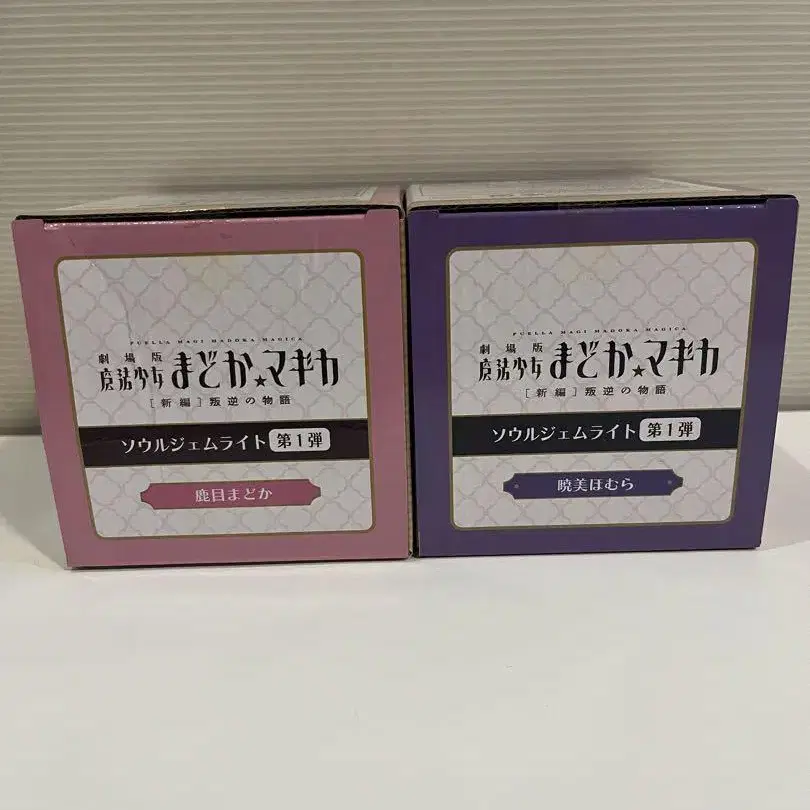 PUELLA MAGI MADOKA MAGICA
劇場版
魔法少女まどか★マギカ
[新編]叛逆の物語
ソウルジェムライト 第1弾
鹿目まどか
PUELLA MAGI MADOKA MAGICA
劇場版
魔法少女まどか★マギカ
[新編]叛逆の物語
ソウルジェムライト 第1弾
暁美ほむら